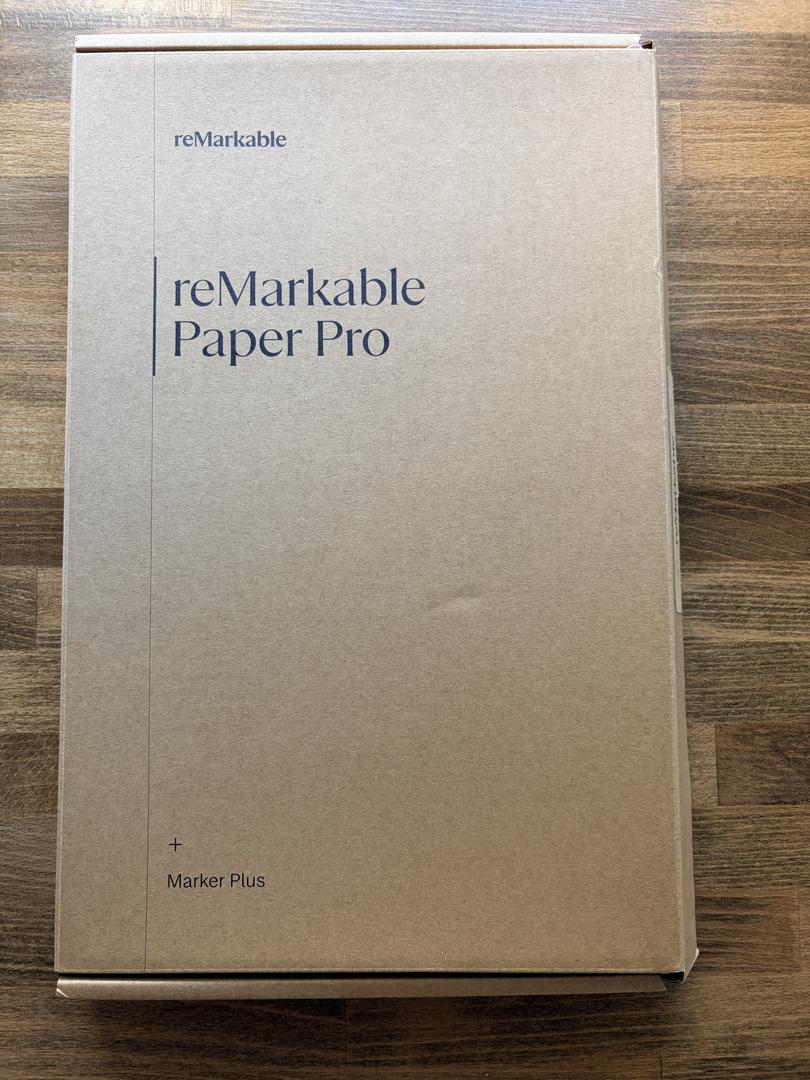 reMarkable
reMarkable
Paper Pro
+
Marker Plus